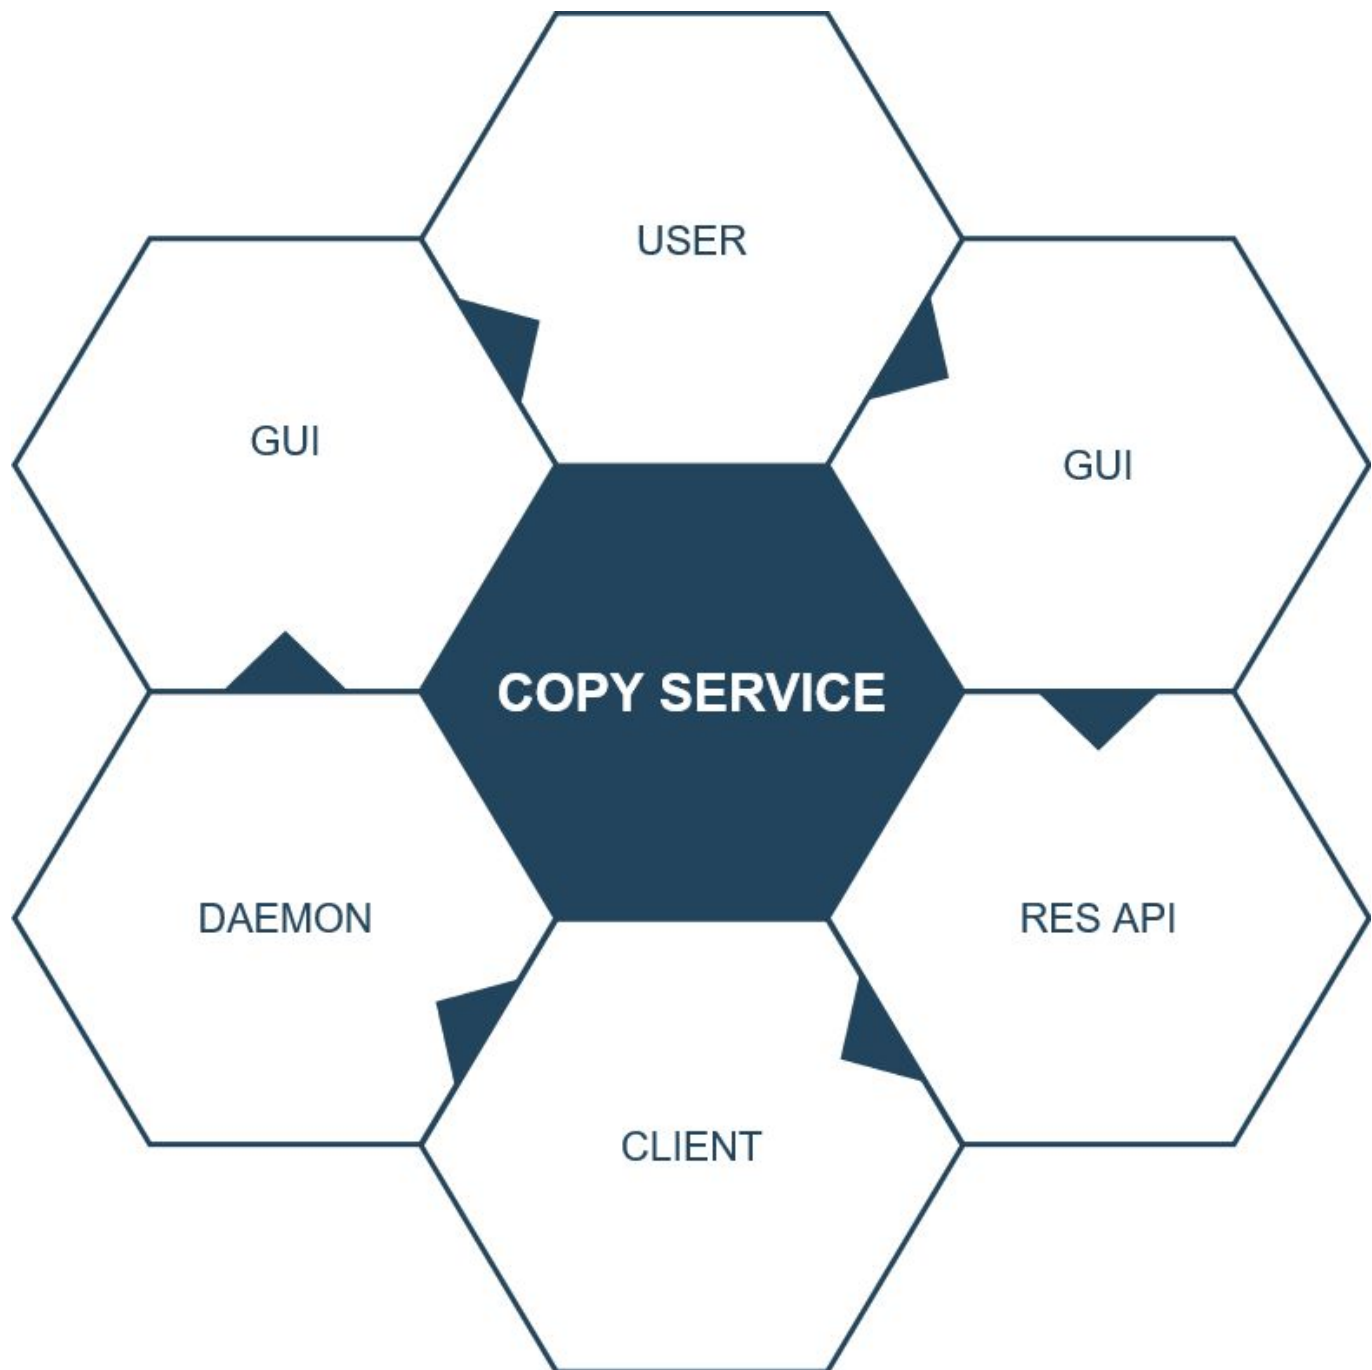 USER
GUI
GUI
COPY SERVICE
DAEMON
RES API
CLIENT